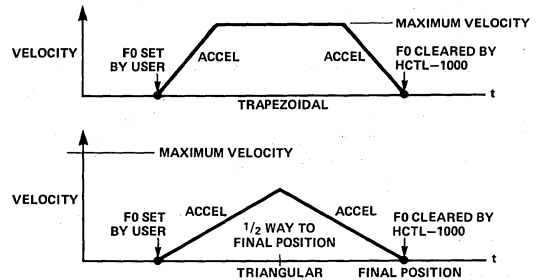 MAXIMUM VELOCITY
VELOCITY
F0 SET
BY USER
ACCEL
ACCEL
F0 CLEARED BY
HCTL–1000
t
TRAPEZOIDAL
MAXIMUM VELOCITY
VELOCITY
F0 SET
BY USER
ACCEL
1/2 WAY TO
FINAL POSITION
ACCEL
F0 CLEARED BY
HCTL–1000
t
TRIANGULAR
FINAL POSITION